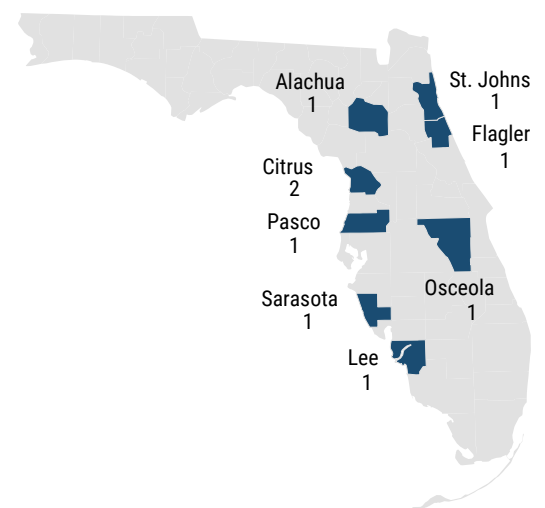 Alachua
1
St. Johns
1
Flagler
1
Citrus
2
Pasco
1
Osceola
1
Sarasota
1
Lee
1